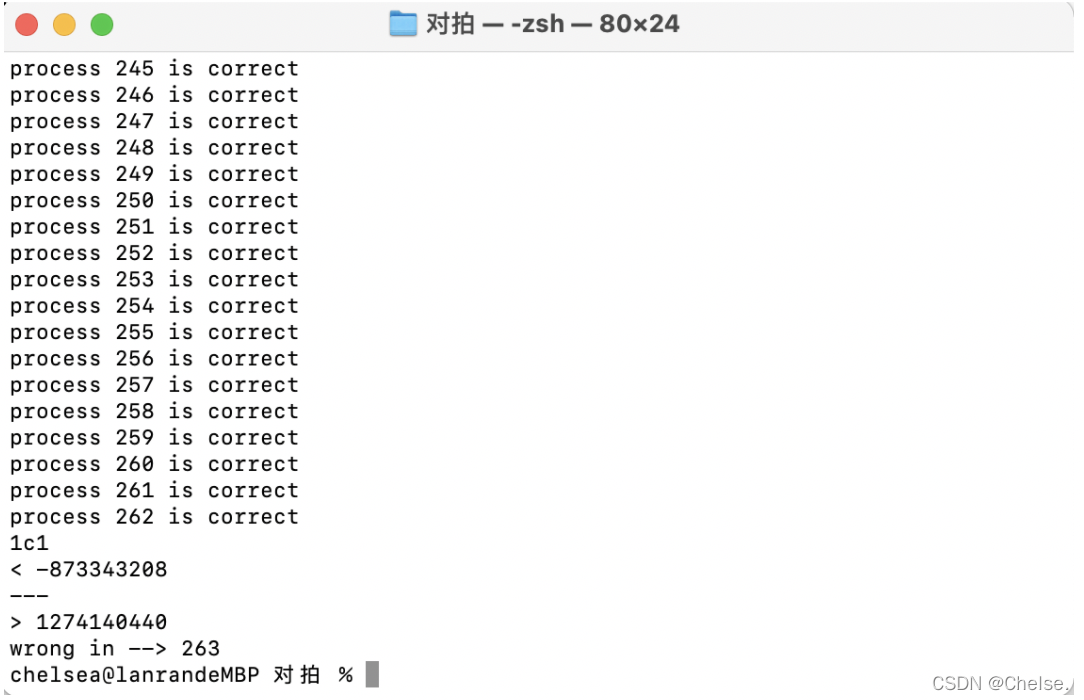 对拍 — -zsh — 80×24
process 245 is correct
process 246 is correct
process 247 is correct
process 248 is correct
process 249 is correct
process 250 is correct
process 251 is correct
process 252 is correct
process 253 is correct
process 254 is correct
process 255 is correct
process 256 is correct
process 257 is correct
process 258 is correct
process 259 is correct
process 260 is correct
process 261 is correct
process 262 is correct
1c1
< -873343208
---
> 1274140440
wrong in --> 263
chelsea@lanrandeMBP 对拍 %
CSDN @Chelse.